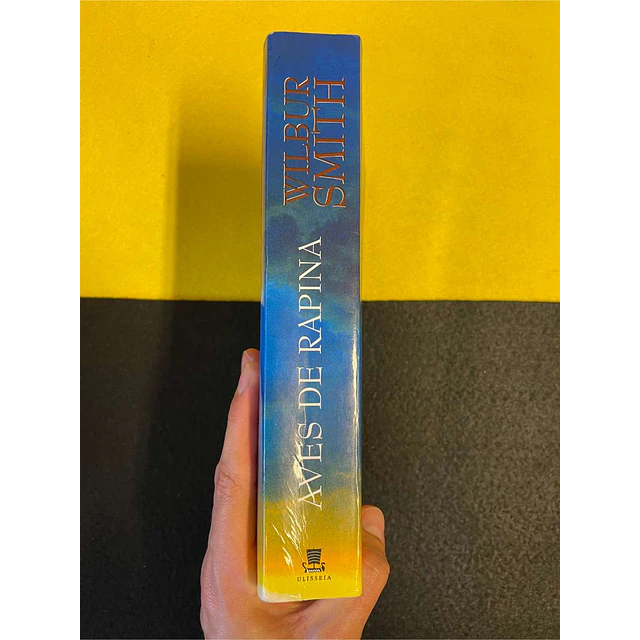 WILBUR
SMITH
AVES DE RAPINA
ULISSEIA